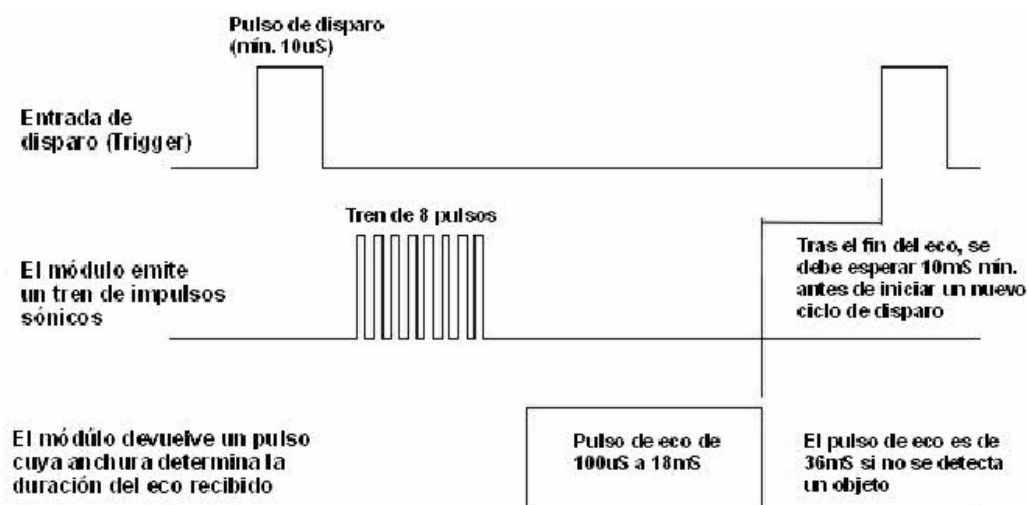 Pulso de disparo
(mín. 10uS)
Entrada de
disparo (Trigger)
Tren de 8 pulsos
El módulo emite
un tren de impulsos
sónicos
Tras el fin del eco, se
debe esperar 10mS mín.
antes de iniciar un nuevo
ciclo de disparo
El módúlo devuelve un pulso
cuya anchura determina la
duración del eco recibido
Pulso de eco de
100uS a 18mS
El pulso de eco es de
36mS si no se detecta
un objeto